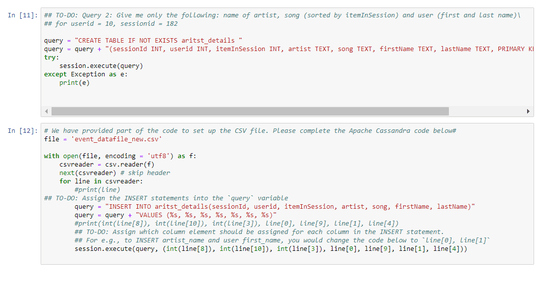 In [11]: ## TO-DO: Query 2: Give me only the following: name of artist, song (sorted by itemInSession) and user (first and last name)\
## for userid = 10, sessionid = 182
query = "CREATE TABLE IF NOT EXISTS aritst_details "
query = query + "(sessionId INT, userid INT, itemInSession INT, artist TEXT, song TEXT, firstName TEXT, lastName TEXT, PRIMARY K
try:
session.execute(query)
except Exception as e:
print(e)
In [12]: # We have provided part of the code to set up the CSV file. Please complete the Apache Cassandra code below#
file = 'event_datafile_new.csv'
with open(file, encoding = 'utf8') as f:
csvreader = csv.reader(f)
next(csvreader) # skip header
for line in csvreader:
#print(line)
## TO-DO: Assign the INSERT statements into the `query` variable
query = "INSERT INTO aritst_details(sessionId, userid, itemInSession, artist, song, firstName, lastName)"
query = query + "VALUES (%s, %s, %s, %s, %s, %s, %s)"
#print(int(line[8]), int(line[10]), int(line[3]), line[0], line[9], line[1], line[4])
## TO-DO: Assign which column element should be assigned for each column in the INSERT statement.
## For e.g., to INSERT artist_name and user first_name, you would change the code below to `line[0], line[1]`
session.execute(query, (int(line[8]), int(line[10]), int(line[3]), line[0], line[9], line[1], line[4]))